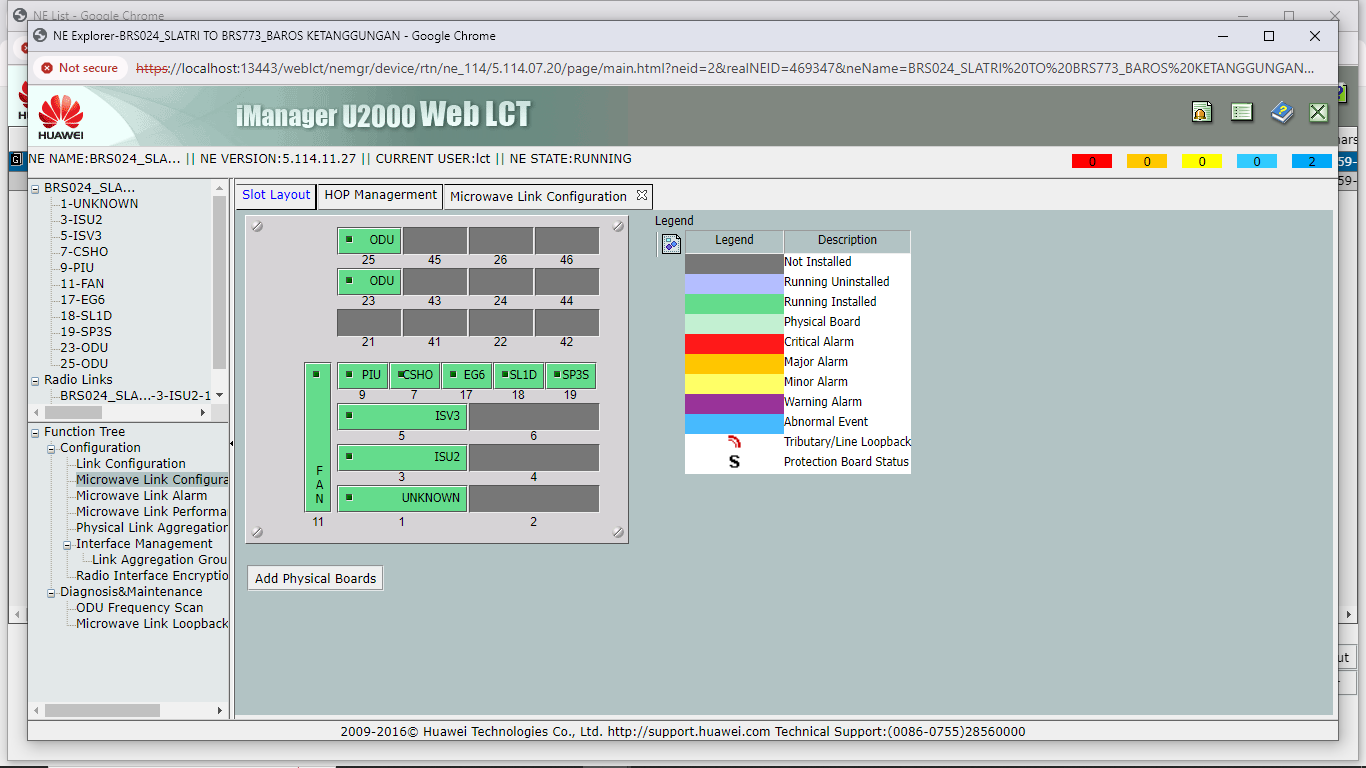 NE List - Google Chrome
NE Explorer-BRS024_SLATRI TO BRS773_BAROS KETANGGUNGAN - Google Chrome
Not secure https://localhost:13443/weblct/nemgr/device/rtn/ne_114/5.114.07.20/page/main.html?neid=2&realNEID=469347&neName=BRS024_SLATRI%20TO%20BRS773_BAROS%20KETANGGUNGAN...
HUAWEI iManager U2000 Web LCT
NE NAME:BRS024_SLA... || NE VERSION:5.114.11.27 || CURRENT USER:lct || NE STATE:RUNNING
0 0 0 0 2
59-
59-
BRS024_SLA...
1-UNKNOWN
3-ISU2
5-ISV3
7-CSHO
9-PIU
11-FAN
17-EG6
18-SL1D
19-SP3S
23-ODU
25-ODU
Radio Links
BRS024_SLA...-3-ISU2-1
Function Tree
Configuration
Link Configuration
Microwave Link Configura
Microwave Link Alarm
Microwave Link Performa
Physical Link Aggregation
Interface Management
Link Aggregation Grou
Radio Interface Encryptio
Diagnosis&Maintenance
ODU Frequency Scan
Microwave Link Loopback
Slot Layout HOP Management Microwave Link Configuration
ODU
25 45 26 46
ODU
23 43 24 44
21 41 22 42
PIU CSHO EG6 SL1D SP3S
9 7 17 18 19
ISV3
5 6
ISU2
3 4
FAN
UNKNOWN
11 1 2
Add Physical Boards
Legend
Legend Description
Not Installed
Running Uninstalled
Running Installed
Physical Board
Critical Alarm
Major Alarm
Minor Alarm
Warning Alarm
Abnormal Event
Tributary/Line Loopback
S Protection Board Status
2009-2016© Huawei Technologies Co., Ltd. http://support.huawei.com Technical Support:(0086-0755)28560000